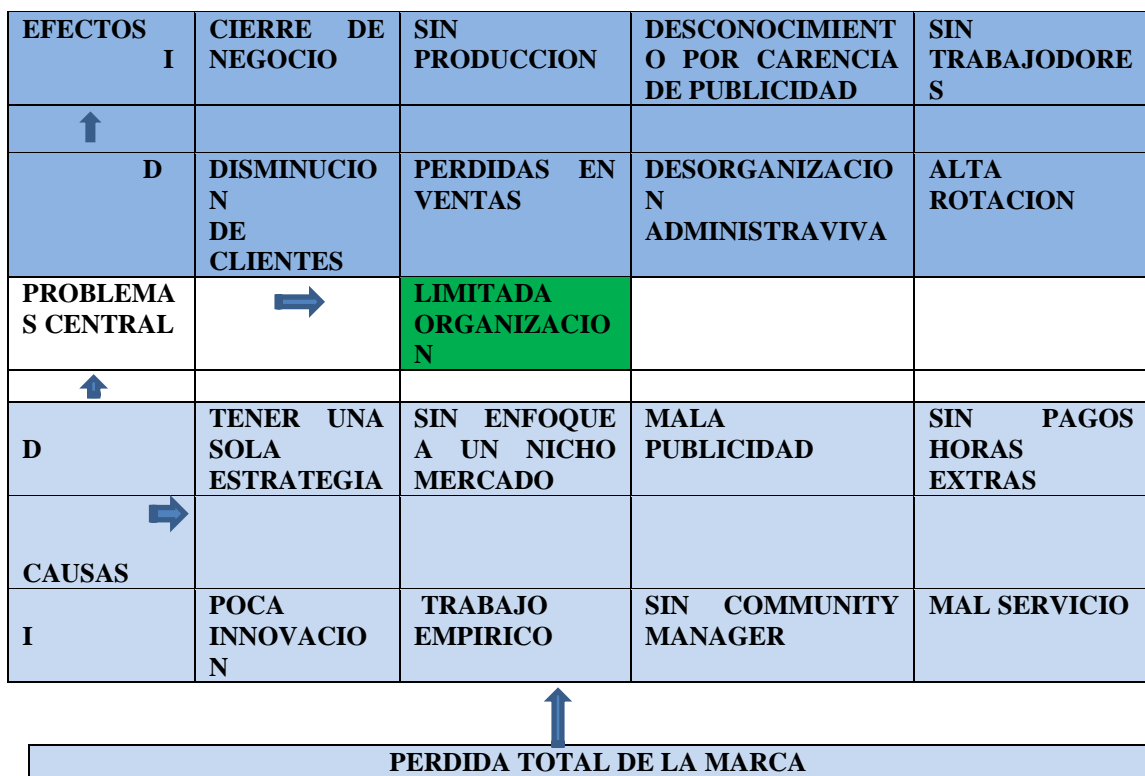 EFECTOS CIERRE DE SIN DESCONOCIMIENT SIN
I NEGOCIO PRODUCCION O POR CARENCIA TRABAJODORE
DE PUBLICIDAD S
D DISMINUCIO PERDIDAS EN DESORGANIZACIO ALTA
N VENTAS N ROTACION
DE ADMINISTRAVIVA
CLIENTES
PROBLEMA LIMITADA
S CENTRAL ORGANIZACIO
N
TENER UNA SIN ENFOQUE MALA SIN PAGOS
D SOLA A UN NICHO PUBLICIDAD HORAS
ESTRATEGIA MERCADO EXTRAS
CAUSAS
POCA TRABAJO SIN COMMUNITY MAL SERVICIO
I INNOVACIO EMPIRICO MANAGER
N
PERDIDA TOTAL DE LA MARCA